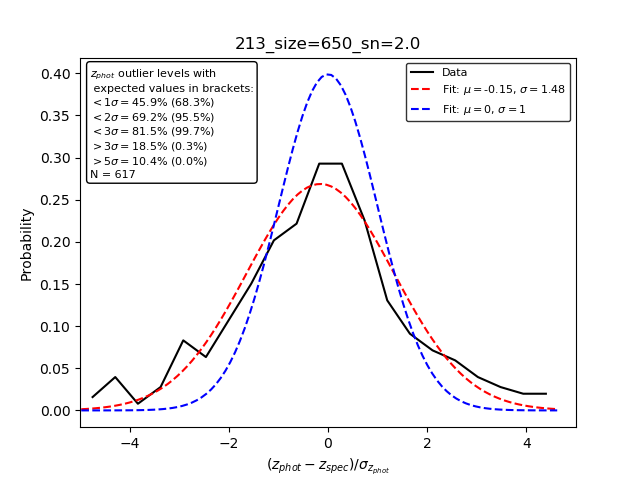 213_size=650_sn=2.0
z_phot outlier levels with
expected values in brackets:
< 1σ = 45.9% (68.3%)
< 2σ = 69.2% (95.5%)
< 3σ = 81.5% (99.7%)
> 3σ = 18.5% (0.3%)
> 5σ = 10.4% (0.0%)
N = 617
Data
Fit: μ = -0.15, σ = 1.48
Fit: μ = 0, σ = 1
Probability
0.40
0.35
0.30
0.25
0.20
0.15
0.10
0.05
0.00
−4 −2 0 2 4
(z_phot − z_spec)/σ_z_phot